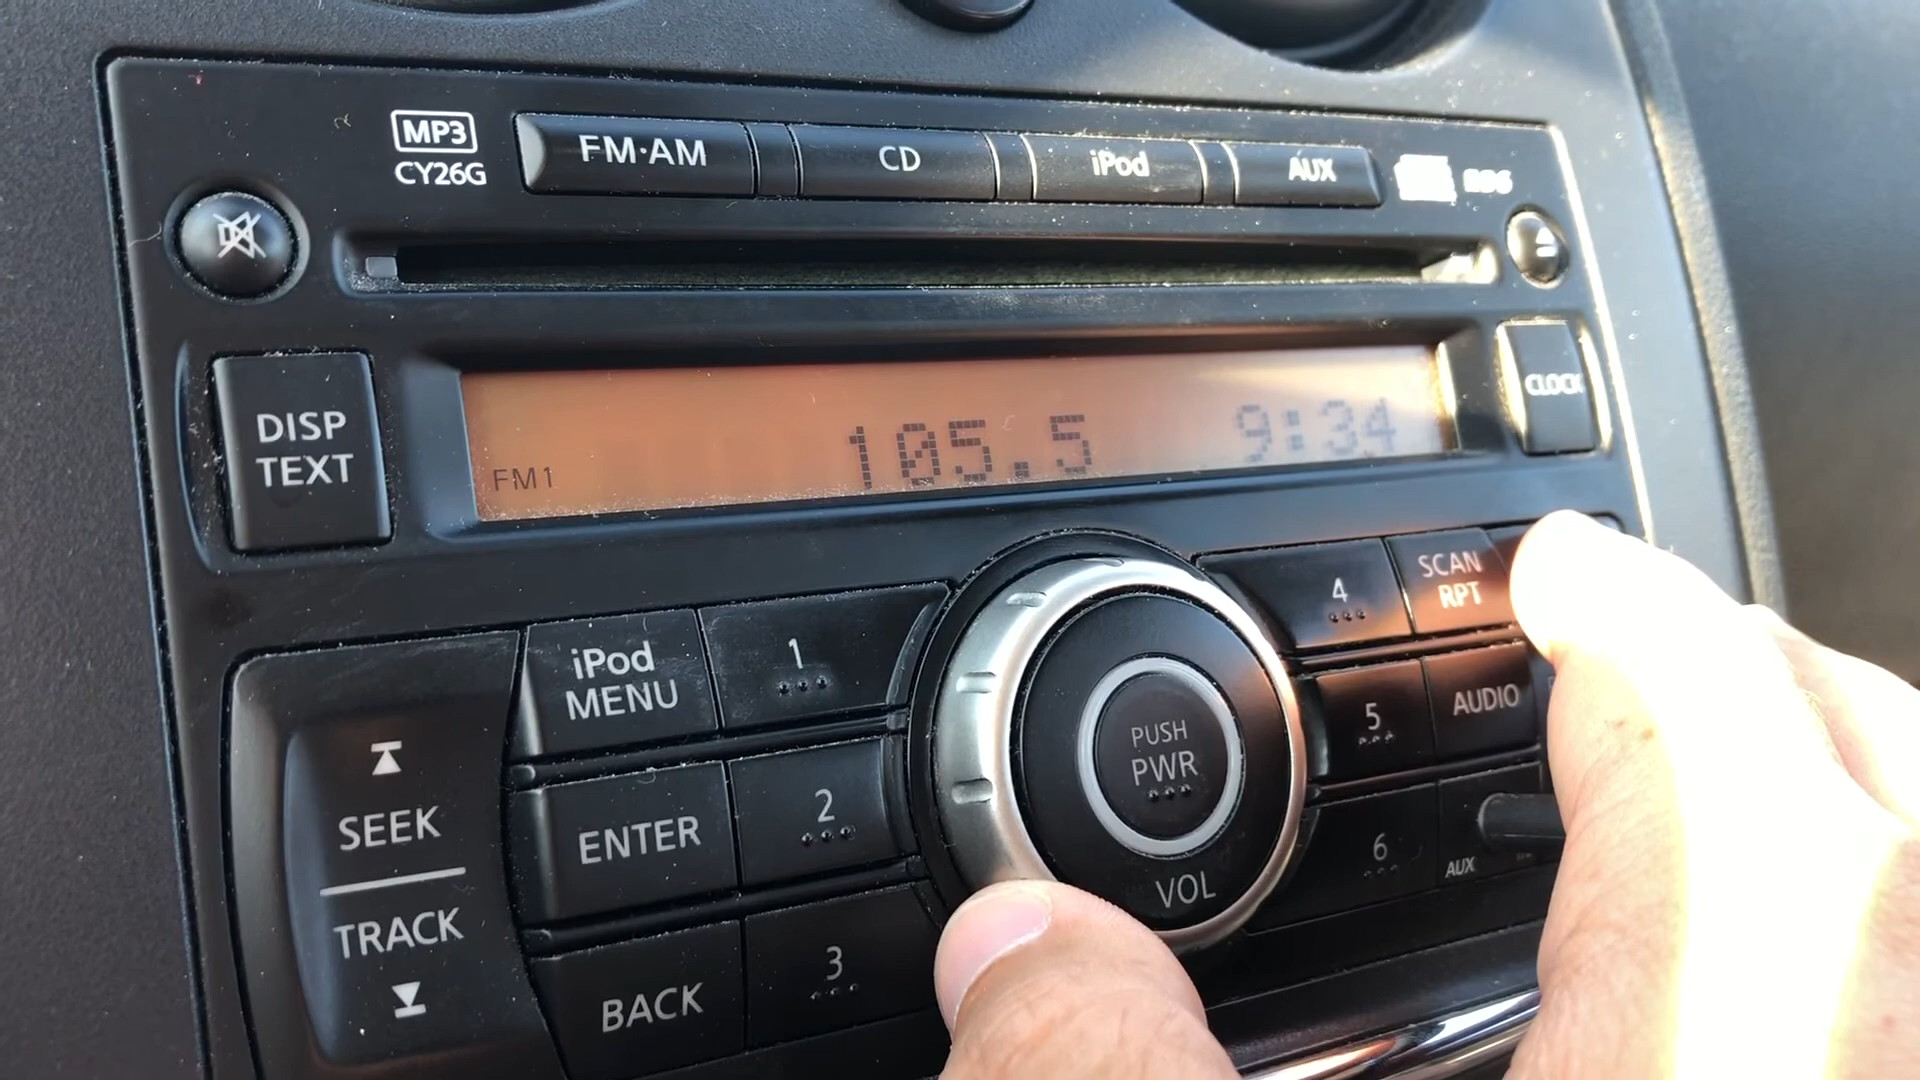 MP3
CY26G
FM·AM
CD
iPod
AUX
DISP
TEXT
FM1
105.5
9:34
CLOCK
iPod
MENU
1
4
SCAN
RPT
SEEK
TRACK
ENTER
2
PUSH
PWR
VOL
5
AUDIO
BACK
3
6
AUX